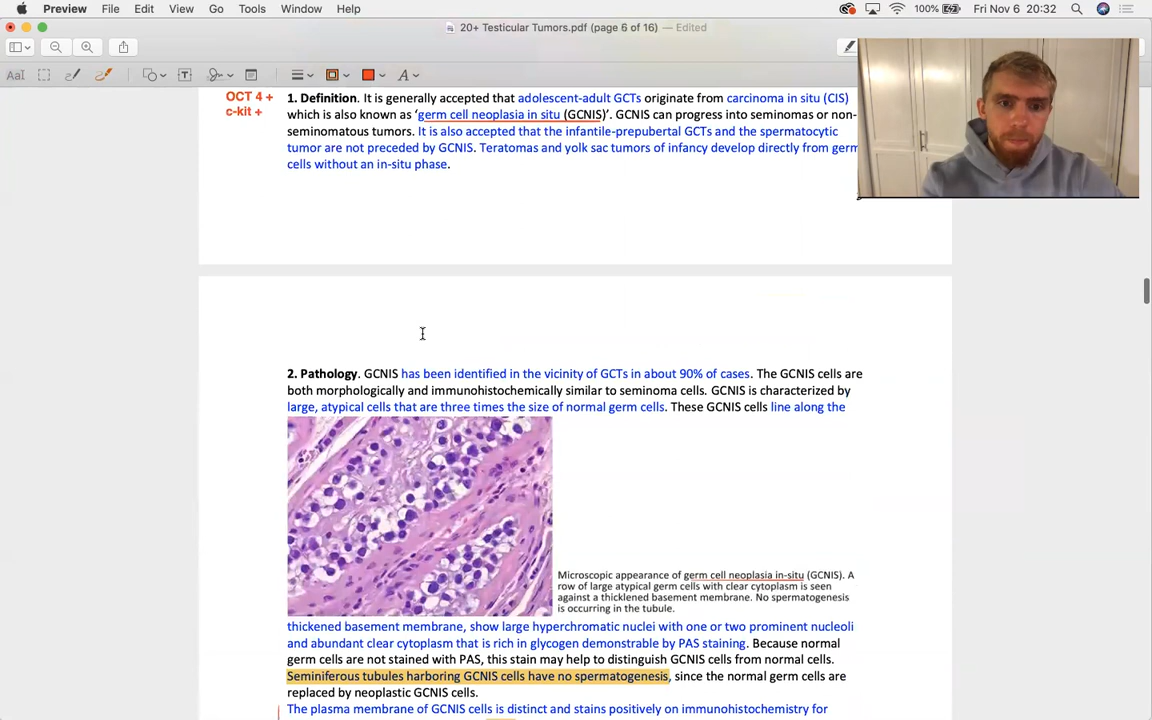 Preview File Edit View Go Tools Window Help 100% Fri Nov 6 20:32
20+ Testicular Tumors.pdf (page 6 of 16) — Edited
OCT 4 +
c-kit +
1. Definition. It is generally accepted that adolescent-adult GCTs originate from carcinoma in situ (CIS)
which is also known as ‘germ cell neoplasia in situ (GCNIS)’. GCNIS can progress into seminomas or non-
seminomatous tumors. It is also accepted that the infantile-prepubertal GCTs and the spermatocytic
tumor are not preceded by GCNIS. Teratomas and yolk sac tumors of infancy develop directly from germ
cells without an in-situ phase.
2. Pathology. GCNIS has been identified in the vicinity of GCTs in about 90% of cases. The GCNIS cells are
both morphologically and immunohistochemically similar to seminoma cells. GCNIS is characterized by
large, atypical cells that are three times the size of normal germ cells. These GCNIS cells line along the
Microscopic appearance of germ cell neoplasia in-situ (GCNIS). A
row of large atypical germ cells with clear cytoplasm is seen
against a thicklened basement membrane. No spermatogenesis
is occurring in the tubule.
thickened basement membrane, show large hyperchromatic nuclei with one or two prominent nucleoli
and abundant clear cytoplasm that is rich in glycogen demonstrable by PAS staining. Because normal
germ cells are not stained with PAS, this stain may help to distinguish GCNIS cells from normal cells.
Seminiferous tubules harboring GCNIS cells have no spermatogenesis, since the normal germ cells are
replaced by neoplastic GCNIS cells.
The plasma membrane of GCNIS cells is distinct and stains positively on immunohistochemistry for